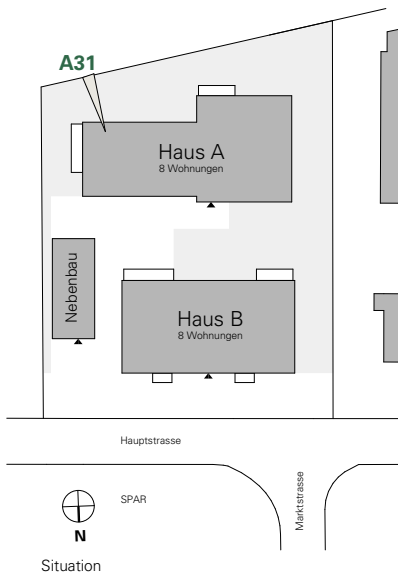 A31
Haus A
8 Wohnungen
Nebenbau
Haus B
8 Wohnungen
Hauptstrasse
Marktstrasse
SPAR
N
Situation